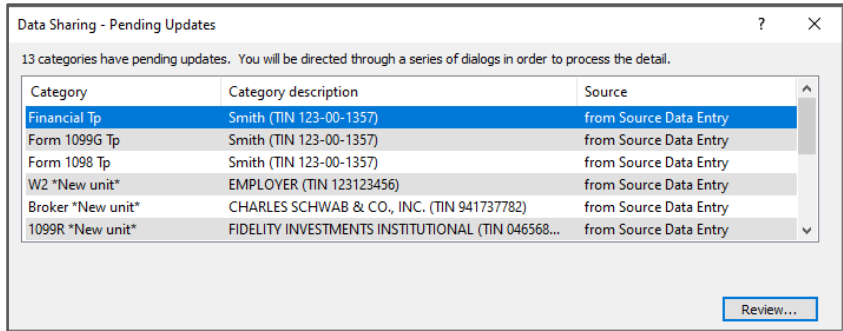 Data Sharing - Pending Updates ? ×
13 categories have pending updates. You will be directed through a series of dialogs in order to process the detail.
Category Category description Source
Financial Tp Smith (TIN 123-00-1357) from Source Data Entry
Form 1099G Tp Smith (TIN 123-00-1357) from Source Data Entry
Form 1098 Tp Smith (TIN 123-00-1357) from Source Data Entry
W2 *New unit* EMPLOYER (TIN 123123456) from Source Data Entry
Broker *New unit* CHARLES SCHWAB & CO., INC. (TIN 941737782) from Source Data Entry
1099R *New unit* FIDELITY INVESTMENTS INSTITUTIONAL (TIN 046568... from Source Data Entry
Review...